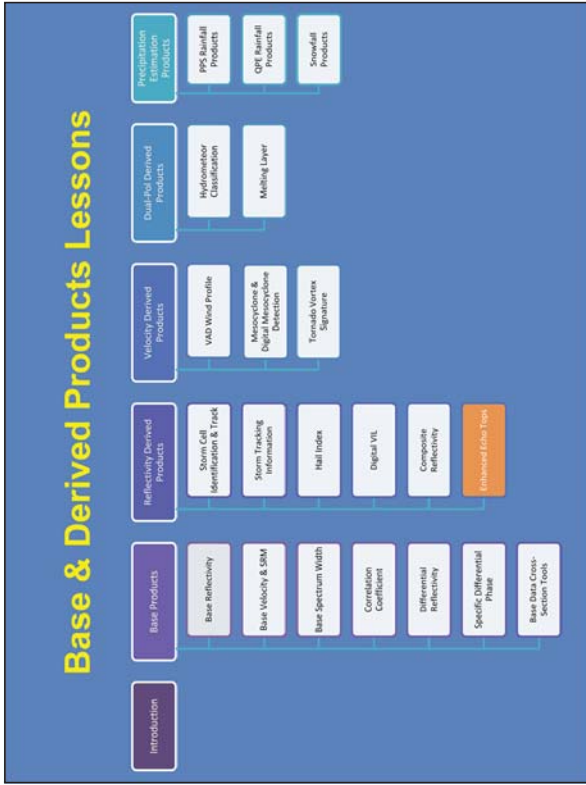 Base & Derived Products Lessons
Introduction
Base Products
Base Reflectivity
Base Velocity & SRM
Base Spectrum Width
Correlation
Coefficient
Differential
Reflectivity
Specific Differential
Phase
Base Data Cross-
Section Tools
Reflectivity Derived
Products
Storm Cell
Identification & Track
Storm Tracking
Information
Hail Index
Digital VIL
Composite
Reflectivity
Enhanced Echo Tops
Velocity Derived
Products
VAD Wind Profile
Mesocyclone &
Digital Mesocyclone
Detection
Tornado Vortex
Signature
Dual-Pol Derived
Products
Hydrometeor
Classification
Melting Layer
Precipitation
Estimation
Products
PPS Rainfall
Products
QPE Rainfall
Products
Snowfall
Products